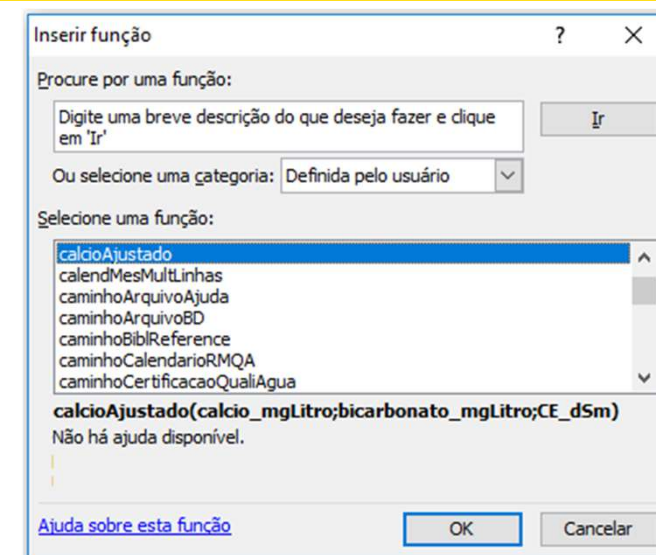 Inserir função
Procure por uma função:
Digite uma breve descrição do que deseja fazer e clique
em 'Ir'
Ir
Ou selecione uma categoria: Definida pelo usuário
Selecione uma função:
calcioAjustado
calendMesMultLinhas
caminhoArquivoAjuda
caminhoArquivoBD
caminhoBiblReference
caminhoCalendarioRMQA
caminhoCertificacaoQualiAgua
calcioAjustado(calcio_mgLitro;bicarbonato_mgLitro;CE_dSm)
Não há ajuda disponível.
Ajuda sobre esta função
OK
Cancelar